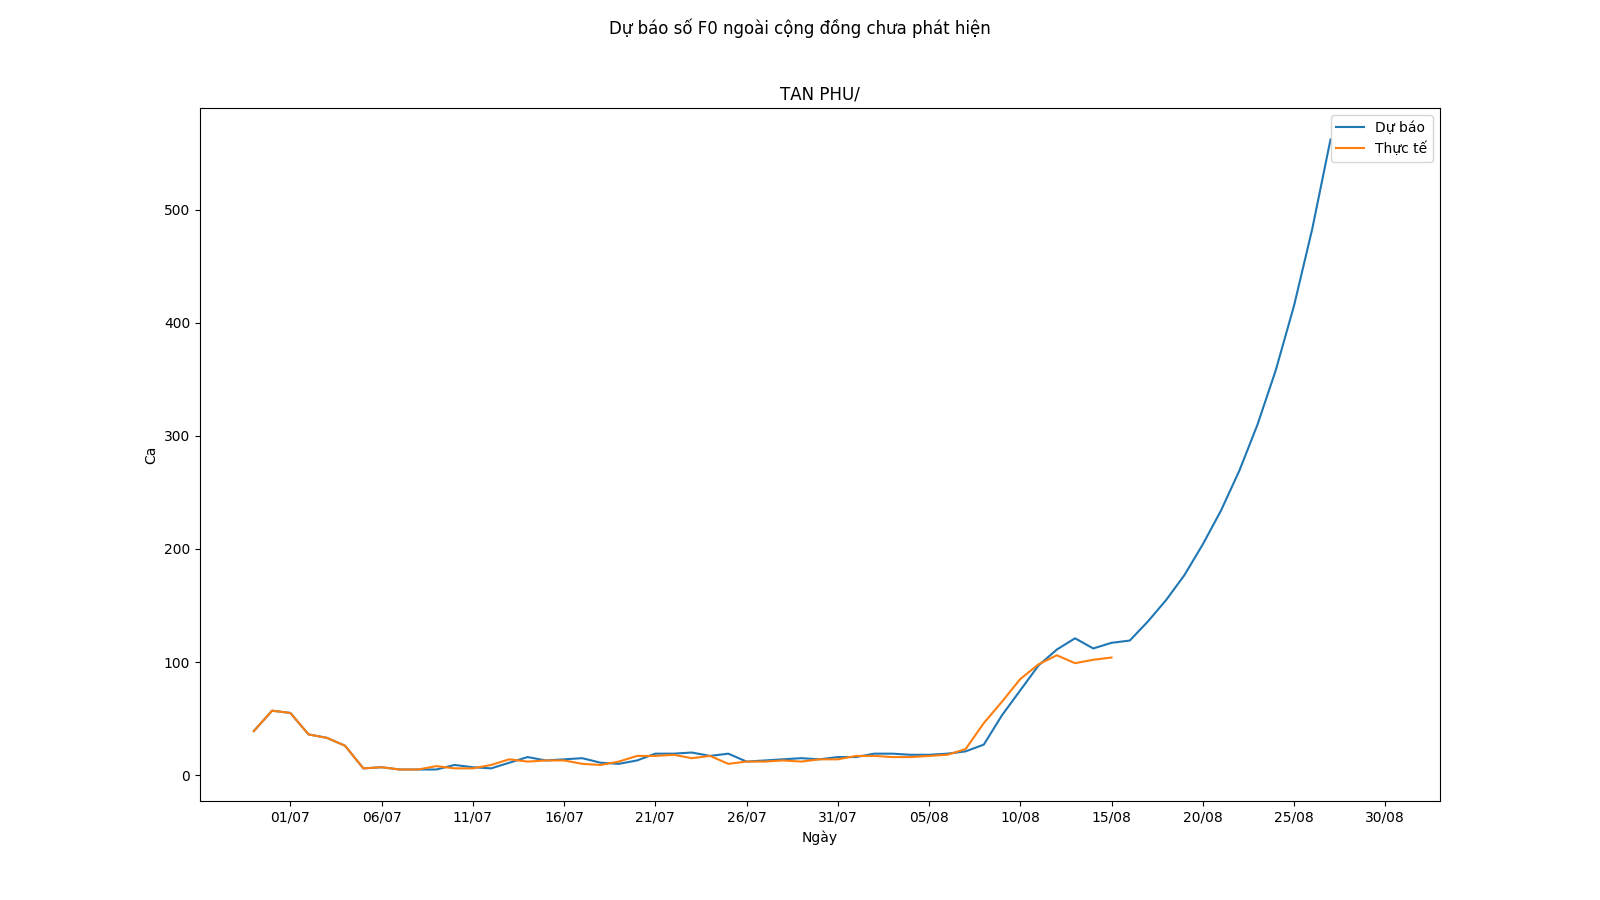 Dự báo số F0 ngoài cộng đồng chưa phát hiện
TAN PHU/
Dự báo
Thực tế
500
400
300
200
100
0
Ca
01/07 06/07 11/07 16/07 21/07 26/07 31/07 05/08 10/08 15/08 20/08 25/08 30/08
Ngày